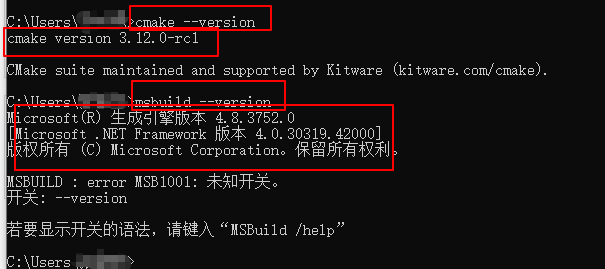 C:\Users\>cmake --version
cmake version 3.12.0-rc1
CMake suite maintained and supported by Kitware (kitware.com/cmake).
C:\Users\>msbuild --version
Microsoft(R) 生成引擎版本 4.8.3752.0
[Microsoft .NET Framework 版本 4.0.30319.42000]
版权所有 (C) Microsoft Corporation。保留所有权利。
MSBUILD : error MSB1001: 未知开关。
开关: --version
若要显示开关的语法，请键入“MSBuild /help”
C:\Users\>